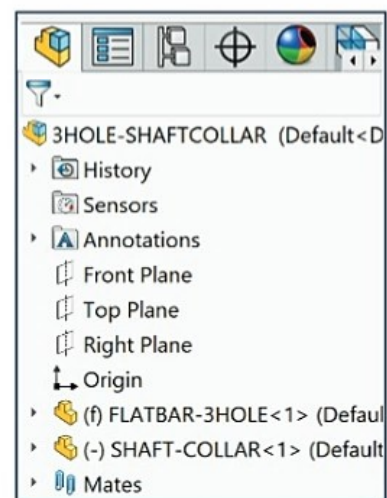 3HOLE-SHAFTCOLLAR (Default<D
History
Sensors
Annotations
Front Plane
Top Plane
Right Plane
Origin
(f) FLATBAR-3HOLE<1> (Defaul
(-) SHAFT-COLLAR<1> (Default
Mates